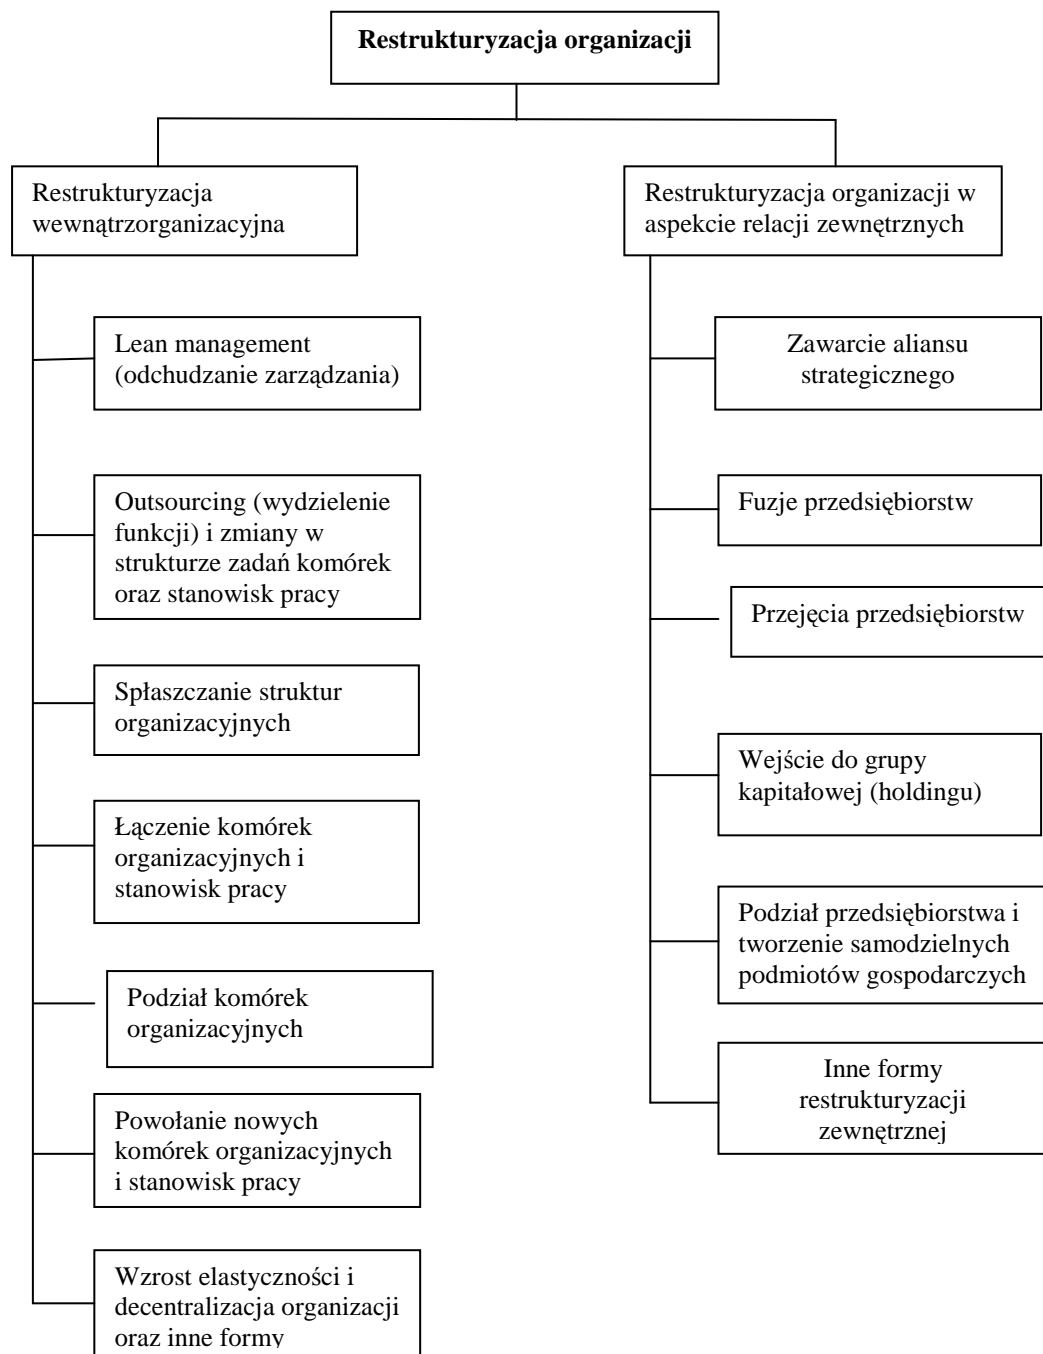 Restrukturyzacja organizacji
Restrukturyzacja
wewnątrzorganizacyjna
Lean management
(odchudzanie zarządzania)
Outsourcing (wydzielenie
funkcji) i zmiany w
strukturze zadań komórek
oraz stanowisk pracy
Spłaszczanie struktur
organizacyjnych
Łączenie komórek
organizacyjnych i
stanowisk pracy
Podział komórek
organizacyjnych
Powołanie nowych
komórek organizacyjnych
i stanowisk pracy
Wzrost elastyczności i
decentralizacja organizacji
oraz inne formy
Restrukturyzacja organizacji w
aspekcie relacji zewnętrznych
Zawarcie aliansu
strategicznego
Fuzje przedsiębiorstw
Przejęcia przedsiębiorstw
Wejście do grupy
kapitałowej (holdingu)
Podział przedsiębiorstwa i
tworzenie samodzielnych
podmiotów gospodarczych
Inne formy
restrukturyzacji
zewnętrznej